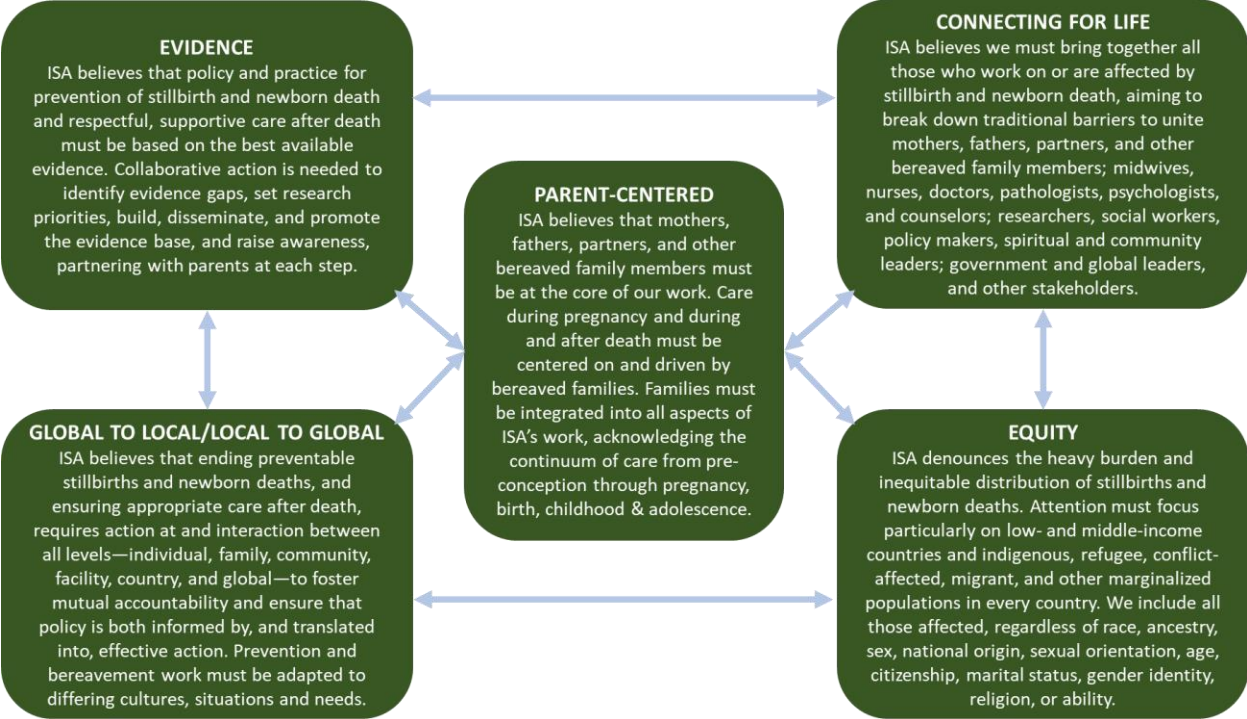 EVIDENCE
ISA believes that policy and practice for
prevention of stillbirth and newborn death
and respectful, supportive care after death
must be based on the best available
evidence. Collaborative action is needed to
identify evidence gaps, set research
priorities, build, disseminate, and promote
the evidence base, and raise awareness,
partnering with parents at each step.
CONNECTING FOR LIFE
ISA believes we must bring together all
those who work on or are affected by
stillbirth and newborn death, aiming to
break down traditional barriers to unite
mothers, fathers, partners, and other
bereaved family members; midwives,
nurses, doctors, pathologists, psychologists,
and counselors; researchers, social workers,
policy makers, spiritual and community
leaders; government and global leaders,
and other stakeholders.
PARENT-CENTERED
ISA believes that mothers,
fathers, partners, and other
bereaved family members must
be at the core of our work. Care
during pregnancy and during
and after death must be
centered on and driven by
bereaved families. Families must
be integrated into all aspects of
ISA’s work, acknowledging the
continuum of care from pre-
conception through pregnancy,
birth, childhood & adolescence.
GLOBAL TO LOCAL/LOCAL TO GLOBAL
ISA believes that ending preventable
stillbirths and newborn deaths, and
ensuring appropriate care after death,
requires action at and interaction between
all levels—individual, family, community,
facility, country, and global—to foster
mutual accountability and ensure that
policy is both informed by, and translated
into, effective action. Prevention and
bereavement work must be adapted to
differing cultures, situations and needs.
EQUITY
ISA denounces the heavy burden and
inequitable distribution of stillbirths and
newborn deaths. Attention must focus
particularly on low- and middle-income
countries and indigenous, refugee, conflict-
affected, migrant, and other marginalized
populations in every country. We include all
those affected, regardless of race, ancestry,
sex, national origin, sexual orientation, age,
citizenship, marital status, gender identity,
religion, or ability.